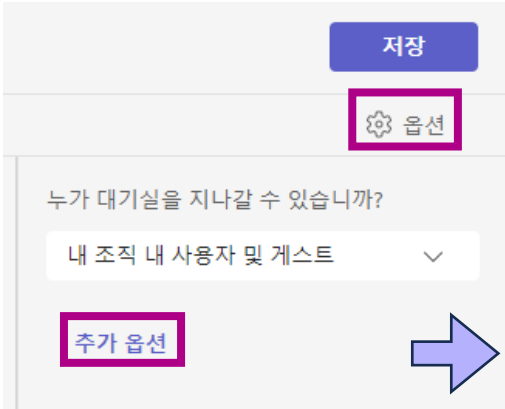 저장
옵션
누가 대기실을 지나갈 수 있습니까?
내 조직 내 사용자 및 게스트
추가 옵션